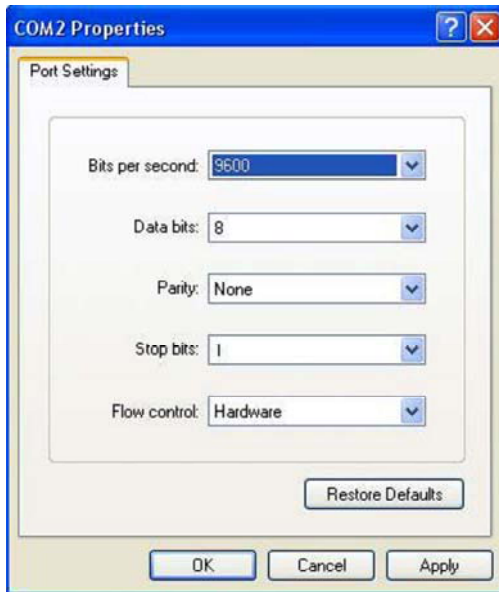 COM2 Properties
?
Port Settings
Bits per second: 9600
Data bits: 8
Parity: None
Stop bits: 1
Flow control: Hardware
Restore Defaults
OK Cancel Apply